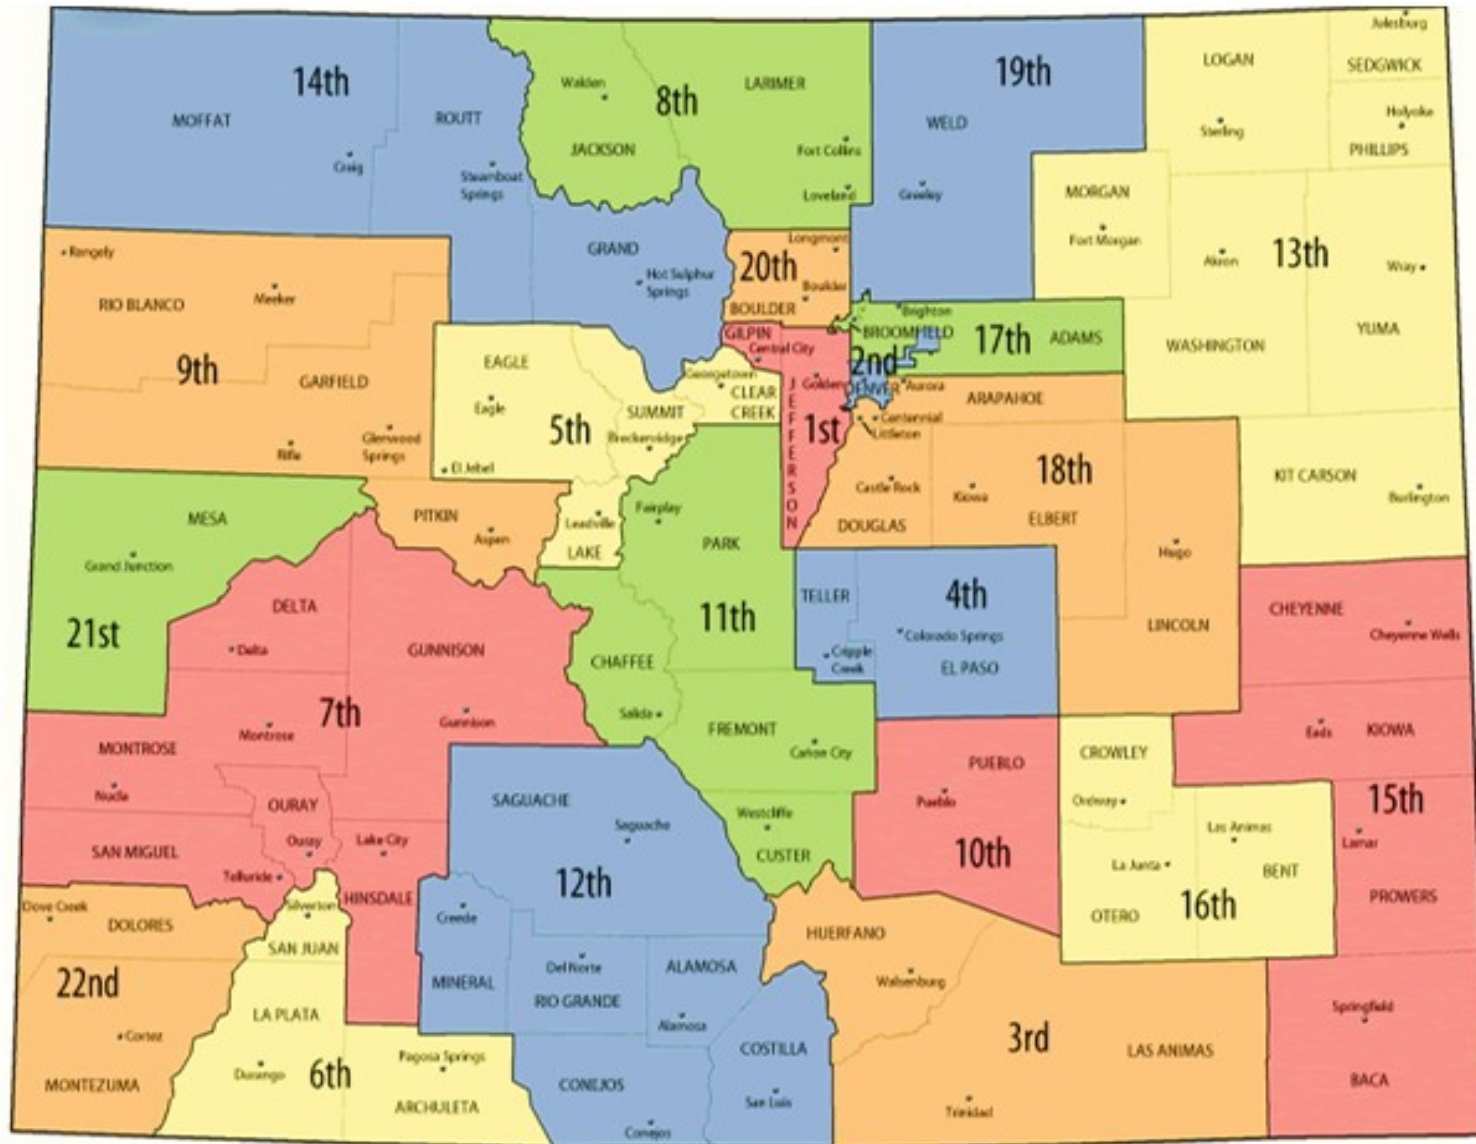 Julesburg
LOGAN
SEDGWICK
14th
19th
8th
LARIMER
Walden
MOFFAT
ROUTT
WELD
Holyoke
Sterling
PHILLIPS
JACKSON
Fort Collins
Craig
Steamboat
Springs
Loveland
Greeley
MORGAN
Fort Morgan
13th
Akron
Wray
Rangely
GRAND
Longmont
20th
Hot Sulphur
Springs
Boulder
BOULDER
RIO BLANCO
Meeker
Brighton
BROOMFIELD
17th
ADAMS
WASHINGTON
YUMA
GILPIN
Central City
2nd
9th
GARFIELD
EAGLE
Georgetown
CLEAR
CREEK
Golden
DENVER
Aurora
ARAPAHOE
Eagle
5th
SUMMIT
Breckenridge
JEFFERSON
1st
Centennial
Littleton
Rifle
Glenwood
Springs
El Jebel
18th
KIT CARSON
Burlington
Castle Rock
Kiowa
DOUGLAS
ELBERT
MESA
PITKIN
Aspen
Leadville
LAKE
Fairplay
PARK
Hugo
Grand Junction
21st
DELTA
Delta
GUNNISON
11th
TELLER
4th
Colorado Springs
EL PASO
Cripple
Creek
LINCOLN
CHEYENNE
Cheyenne Wells
CHAFFEE
Salida
7th
Gunnison
Montrose
MONTROSE
Nucla
FREMONT
Cañon City
PUEBLO
Pueblo
10th
CROWLEY
Ordway
Eads
KIOWA
OURAY
Ouray
SAN MIGUEL
Telluride
Lake City
HINSDALE
SAGUACHE
Saguache
12th
Westcliffe
CUSTER
Las Animas
La Junta
BENT
OTERO
16th
15th
Lamar
PROWERS
Dove Creek
DOLORES
Silverton
SAN JUAN
Creede
MINERAL
Del Norte
RIO GRANDE
ALAMOSA
Alamosa
HUERFANO
Walsenburg
22nd
Cortez
MONTEZUMA
LA PLATA
Durango
6th
Pagosa Springs
ARCHULETA
CONEJOS
Conejos
COSTILLA
San Luis
3rd
LAS ANIMAS
Trinidad
Springfield
BACA